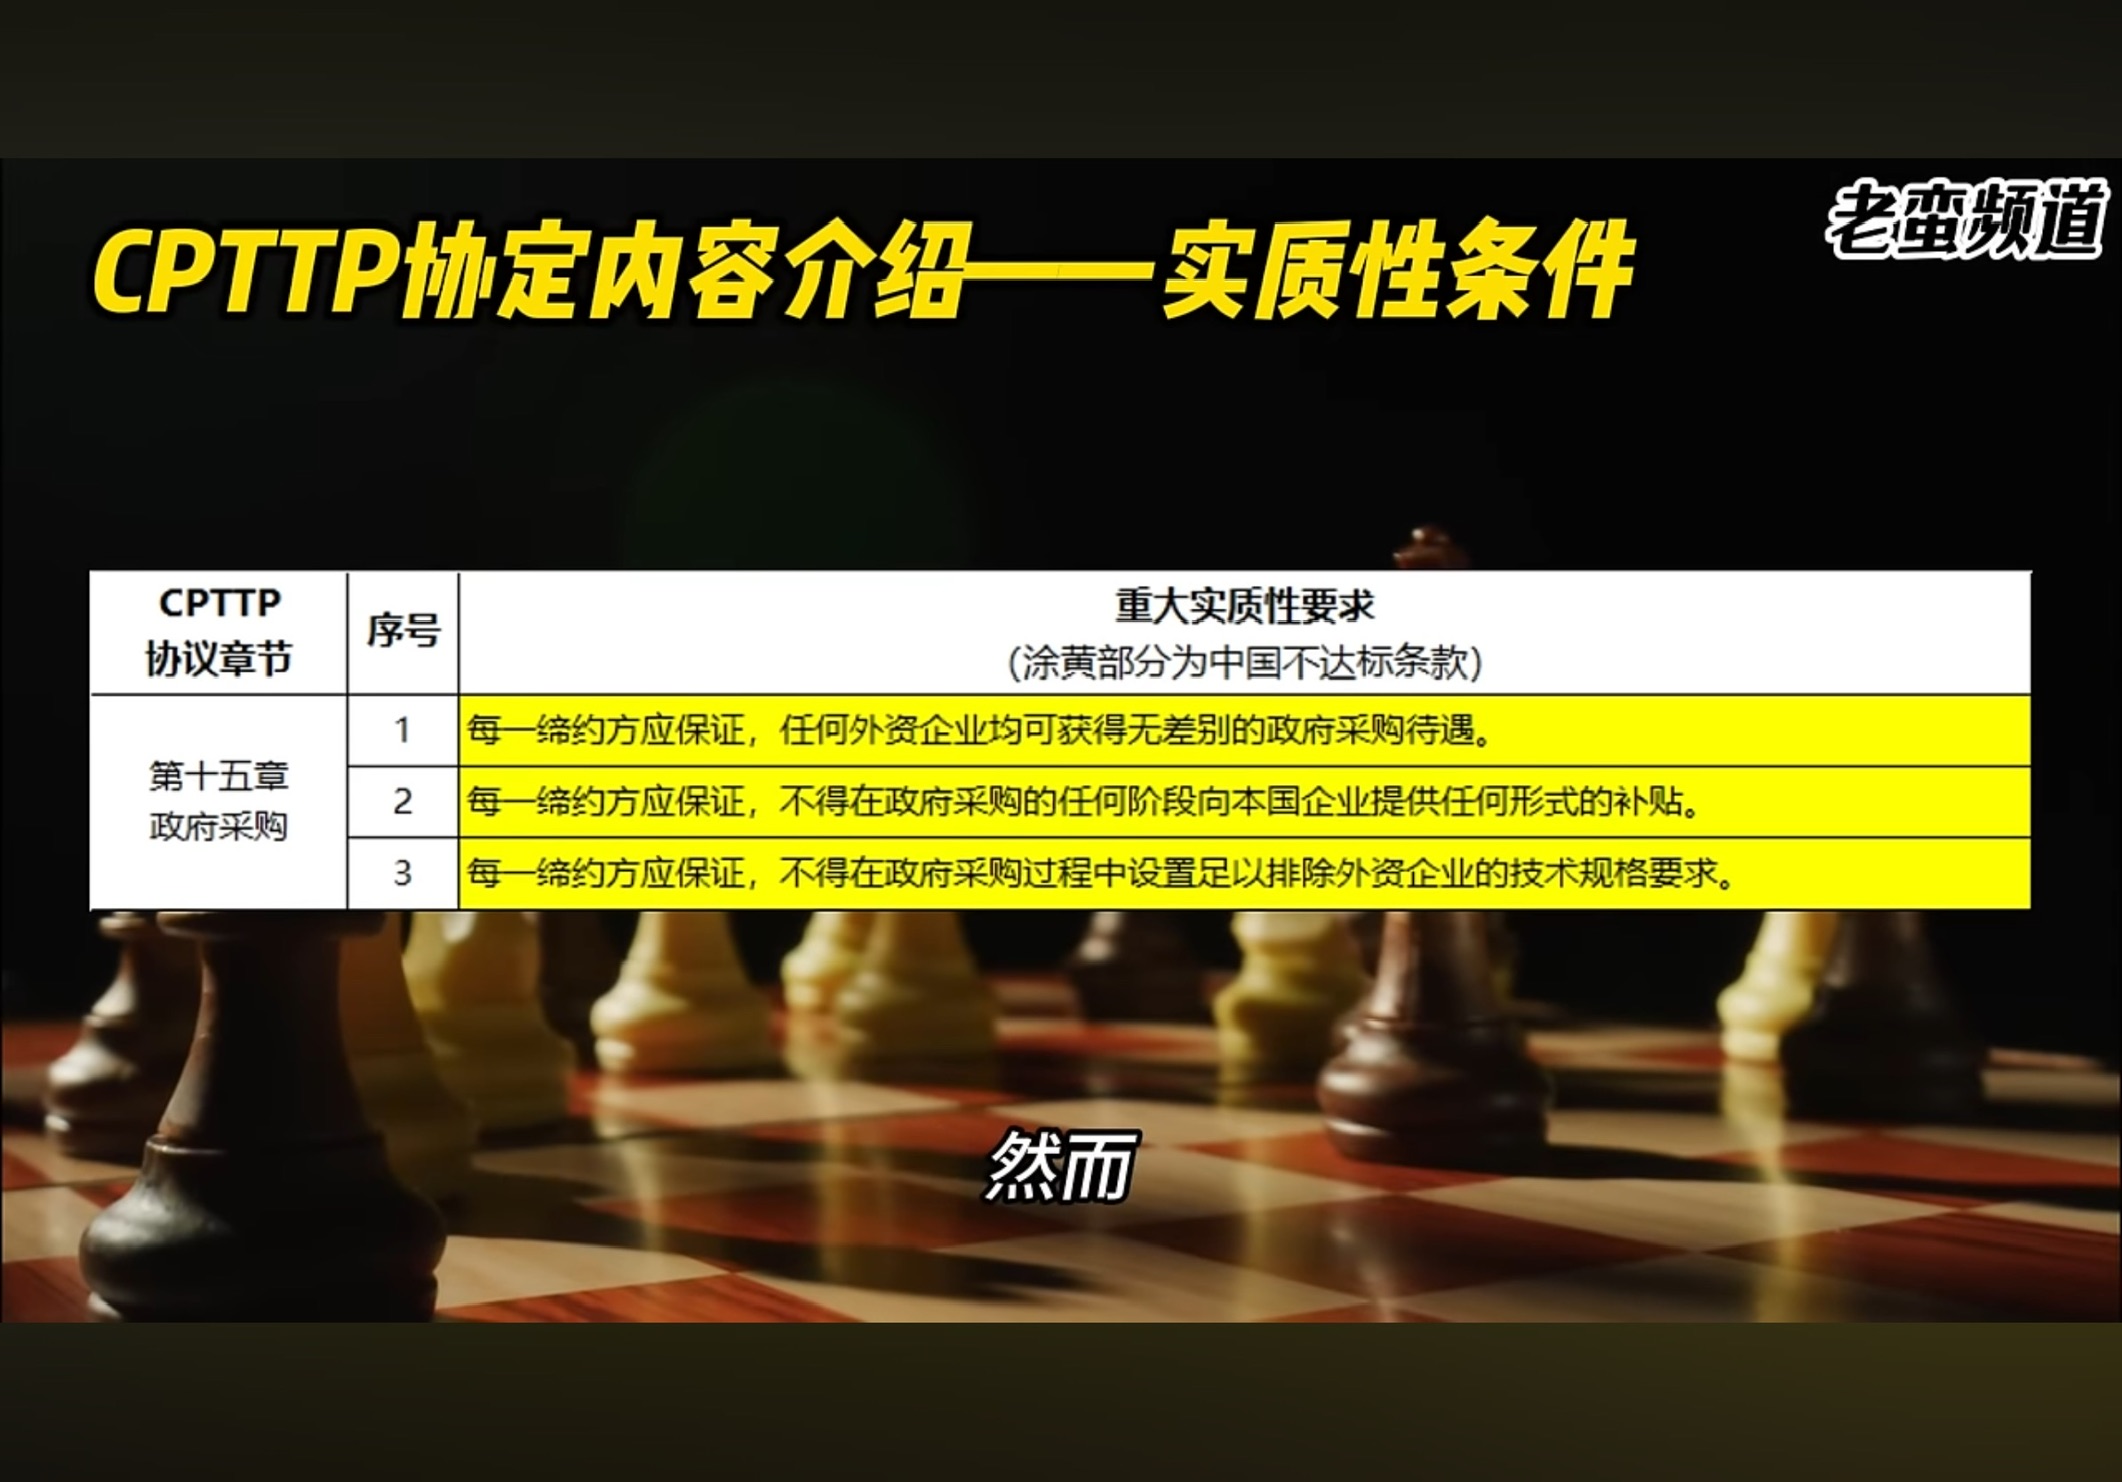 老蛮频道
CPTTP协定内容介绍——实质性条件
CPTTP
协议章节
序号
重大实质性要求
(涂黄部分为中国不达标条款)
第十五章
政府采购
1
每一缔约方应保证，任何外资企业均可获得无差别的政府采购待遇。
2
每一缔约方应保证，不得在政府采购的任何阶段向本国企业提供任何形式的补贴。
3
每一缔约方应保证，不得在政府采购过程中设置足以排除外资企业的技术规格要求。
然而